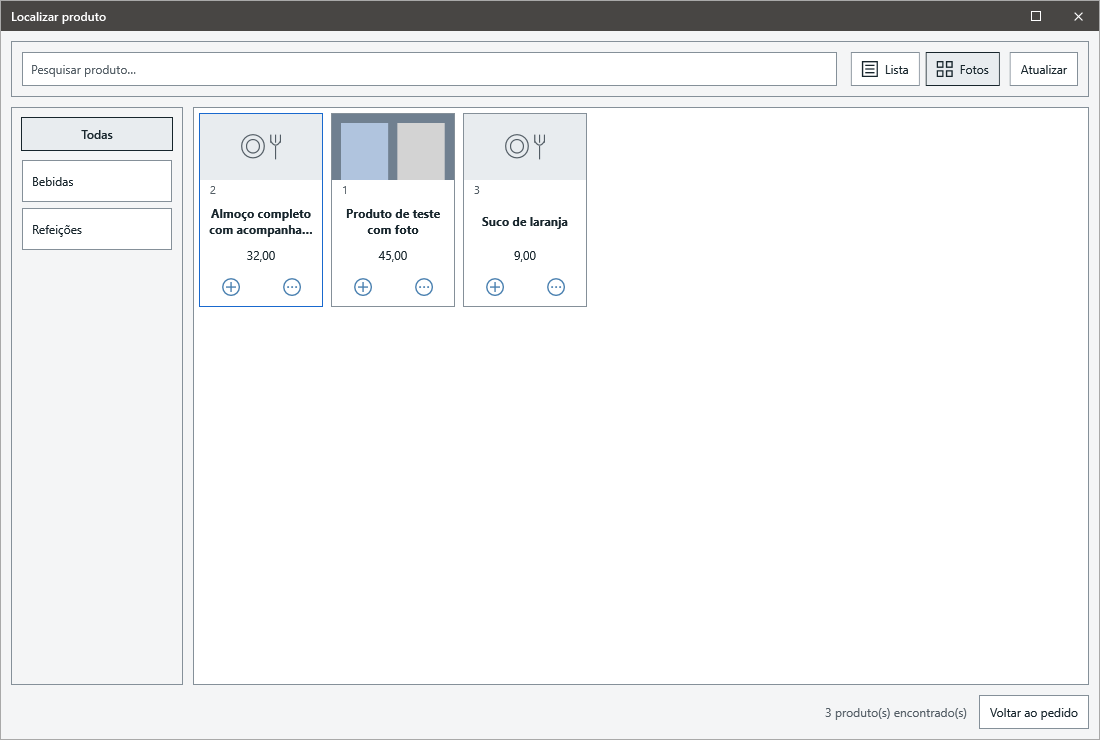 Localizar produto
Pesquisar produto...
Lista
Fotos
Atualizar
Todas
Bebidas
Refeições
2
Almoço completo
com acompanha...
32,00
1
Produto de teste
com foto
45,00
3
Suco de laranja
9,00
3 produto(s) encontrado(s)
Voltar ao pedido